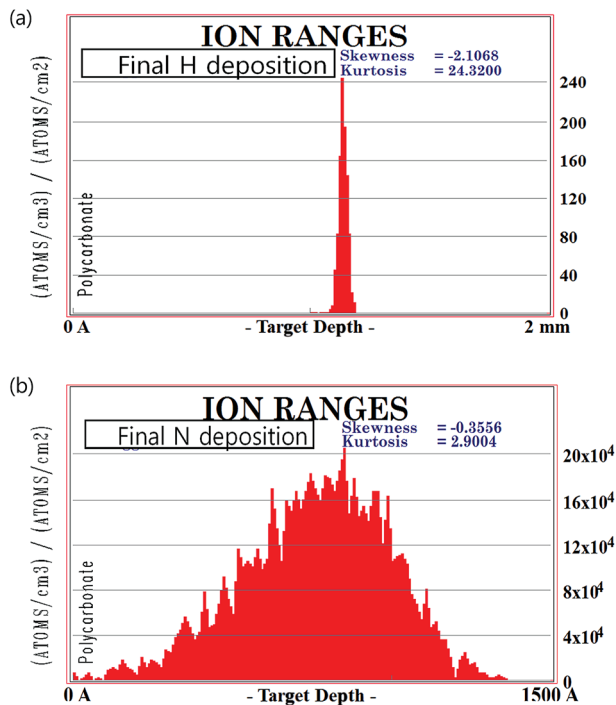 (a)
ION RANGES
Final H deposition
Skewness = -2.1068
Kurtosis = 24.3200
(ATOMS/cm3) / (ATOMS/cm2)
Polycarbonate
240
200
160
120
80
40
0
0 A
- Target Depth -
2 mm
(b)
ION RANGES
Final N deposition
Skewness = -0.3556
Kurtosis = 2.9004
(ATOMS/cm3) / (ATOMS/cm2)
Polycarbonate
20x10⁴
16x10⁴
12x10⁴
8x10⁴
4x10⁴
0
0 A
- Target Depth -
1500 A